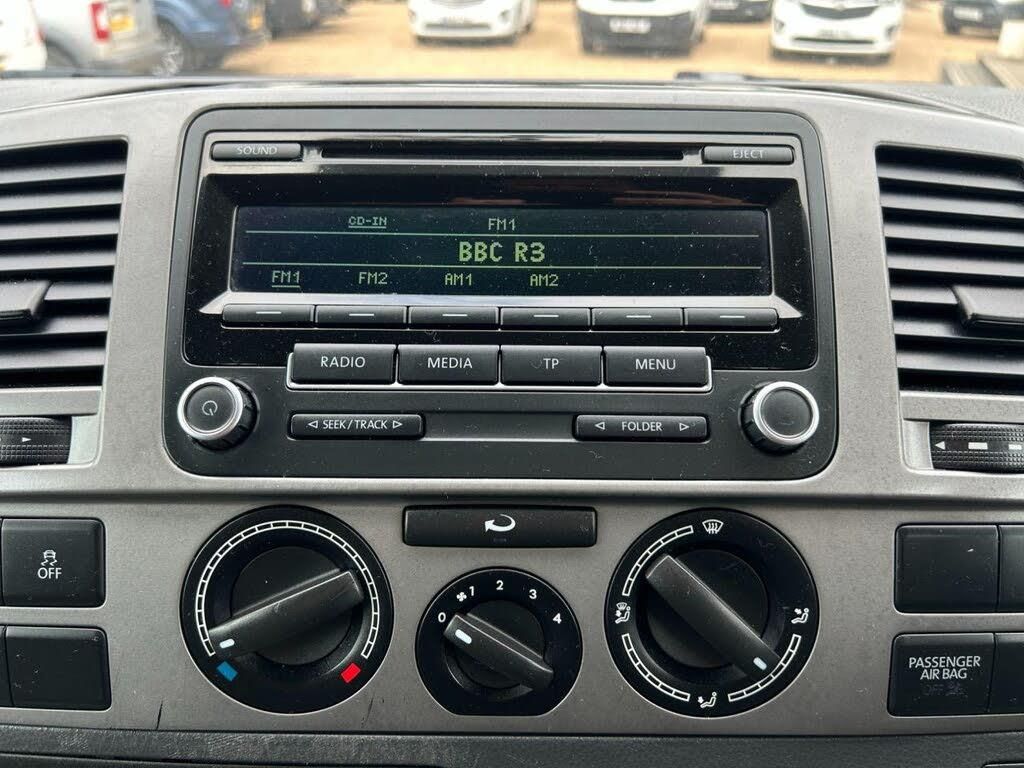 SOUND
EJECT
CD-IN FM1
BBC R3
FM1 FM2 AM1 AM2
RADIO MEDIA TP MENU
SEEK/TRACK
FOLDER
OFF
0 1 2 3 4
PASSENGER
AIR BAG
OFF